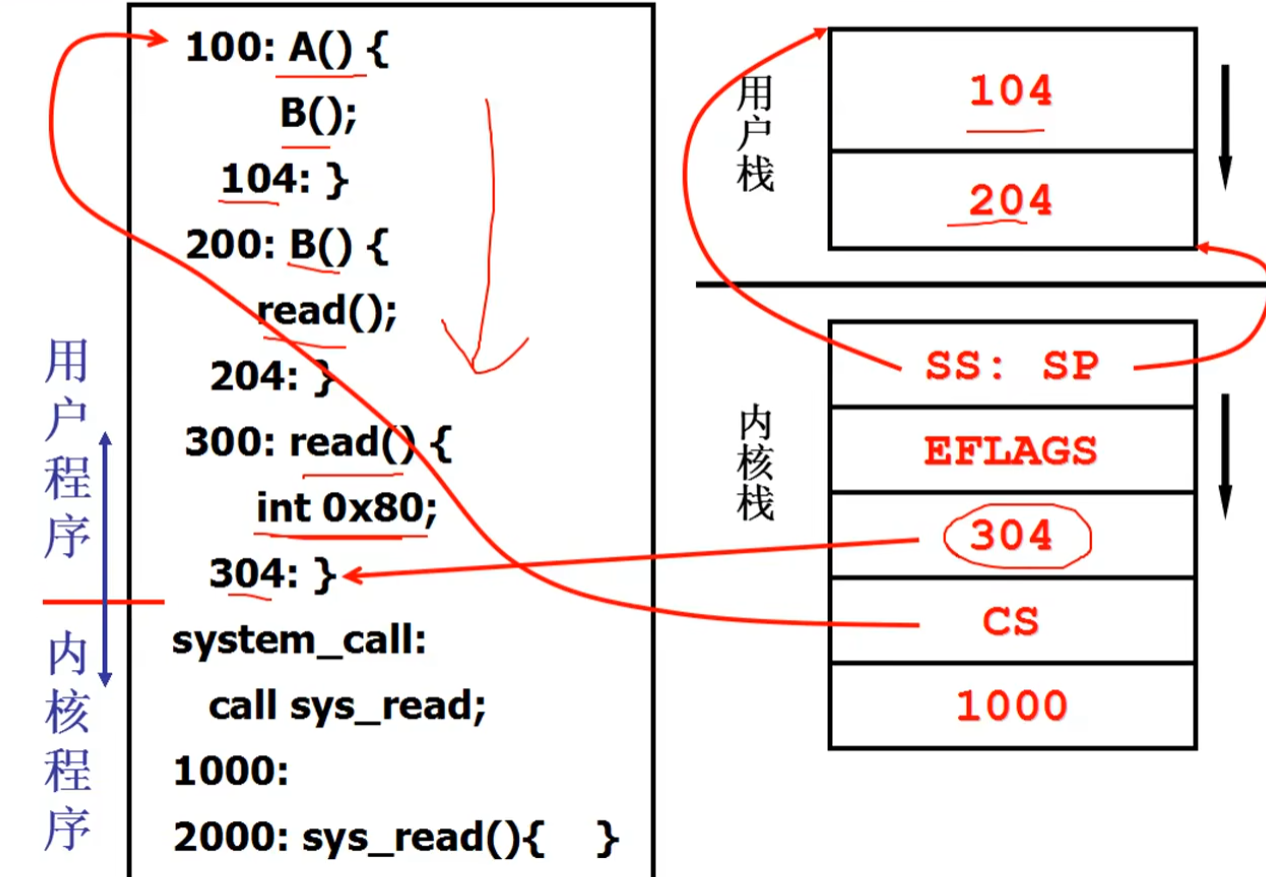 100: A() {
B();
104: }
200: B() {
read();
204: }
300: read() {
int 0x80;
304: }
system_call:
call sys_read;
1000:
2000: sys_read(){ }
用户程序
内核程序
用户栈
104
204
内核栈
SS: SP
EFLAGS
304
CS
1000